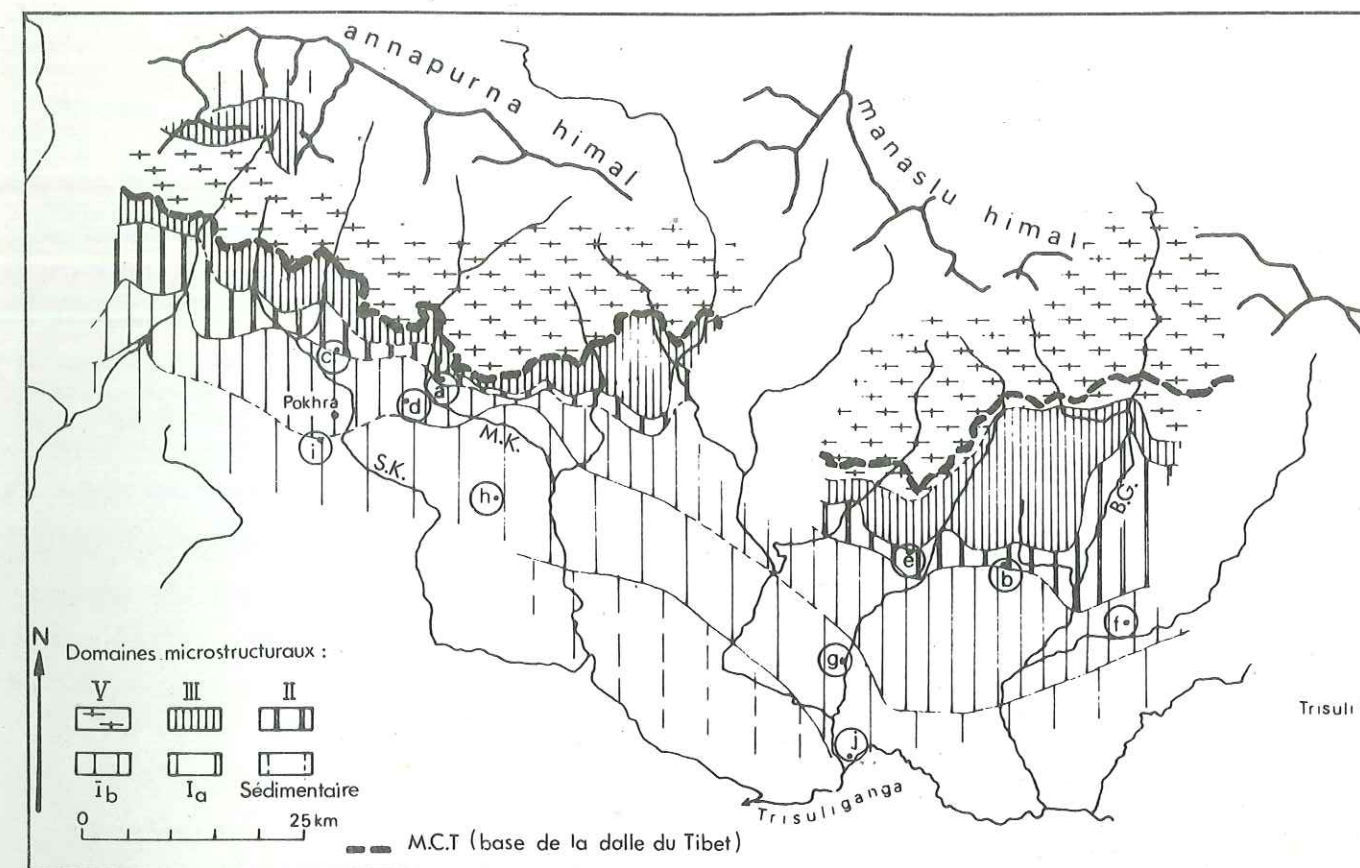 annapurna himal
manaslu himal
c
a
Pokhra
d
M.K.
i
S.K.
h
B.G.
e
b
f
g
j
N
Domaines microstructuraux :
V III II
Ib Ia Sédimentaire
Trisuli
Trisuliganga
0 25 km
M.C.T (base de la dalle du Tibet)